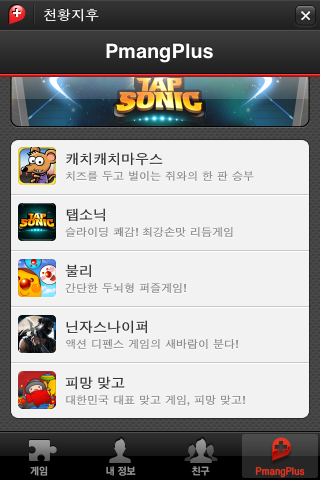 천황지후
PmangPlus
TAP
SONIC
캐치캐치마우스
치즈를 두고 벌이는 쥐와의 한 판 승부
TAP
SONIC
탭소닉
슬라이딩 쾌감! 최강손맛 리듬게임
불리
간단한 두뇌형 퍼즐게임!
닌자스나이퍼
액션 디펜스 게임의 새바람이 분다!
피망 맞고
대한민국 대표 맞고 게임, 피망 맞고!
게임
내 정보
친구
PmangPlus